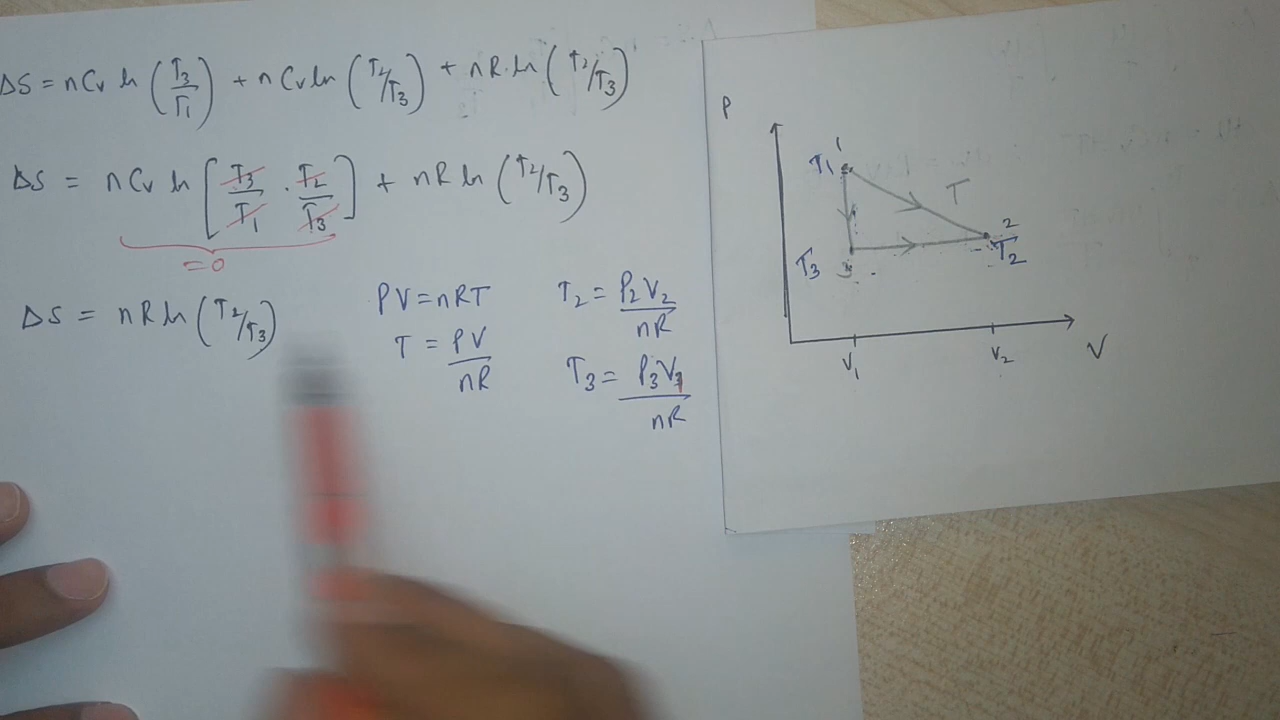 ΔS = nCv ln (T3/T1) + nCv ln (T2/T3) + nR ln (T2/T3)
ΔS = nCv ln [T3/T1 . T2/T3] + nR ln (T2/T3)
= 0
ΔS = nR ln (T2/T3)
PV = nRT
T = PV/nR
T2 = P2V2/nR
T3 = P3V1/nR
P
1
T1
T
2
T2
T3
3
V1
V2
V